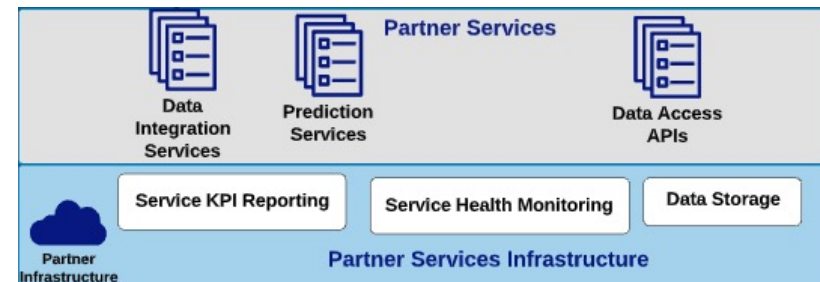 Partner Services
Data
Integration
Services
Prediction
Services
Data Access
APIs
Service KPI Reporting
Service Health Monitoring
Data Storage
Partner
Infrastructure
Partner Services Infrastructure